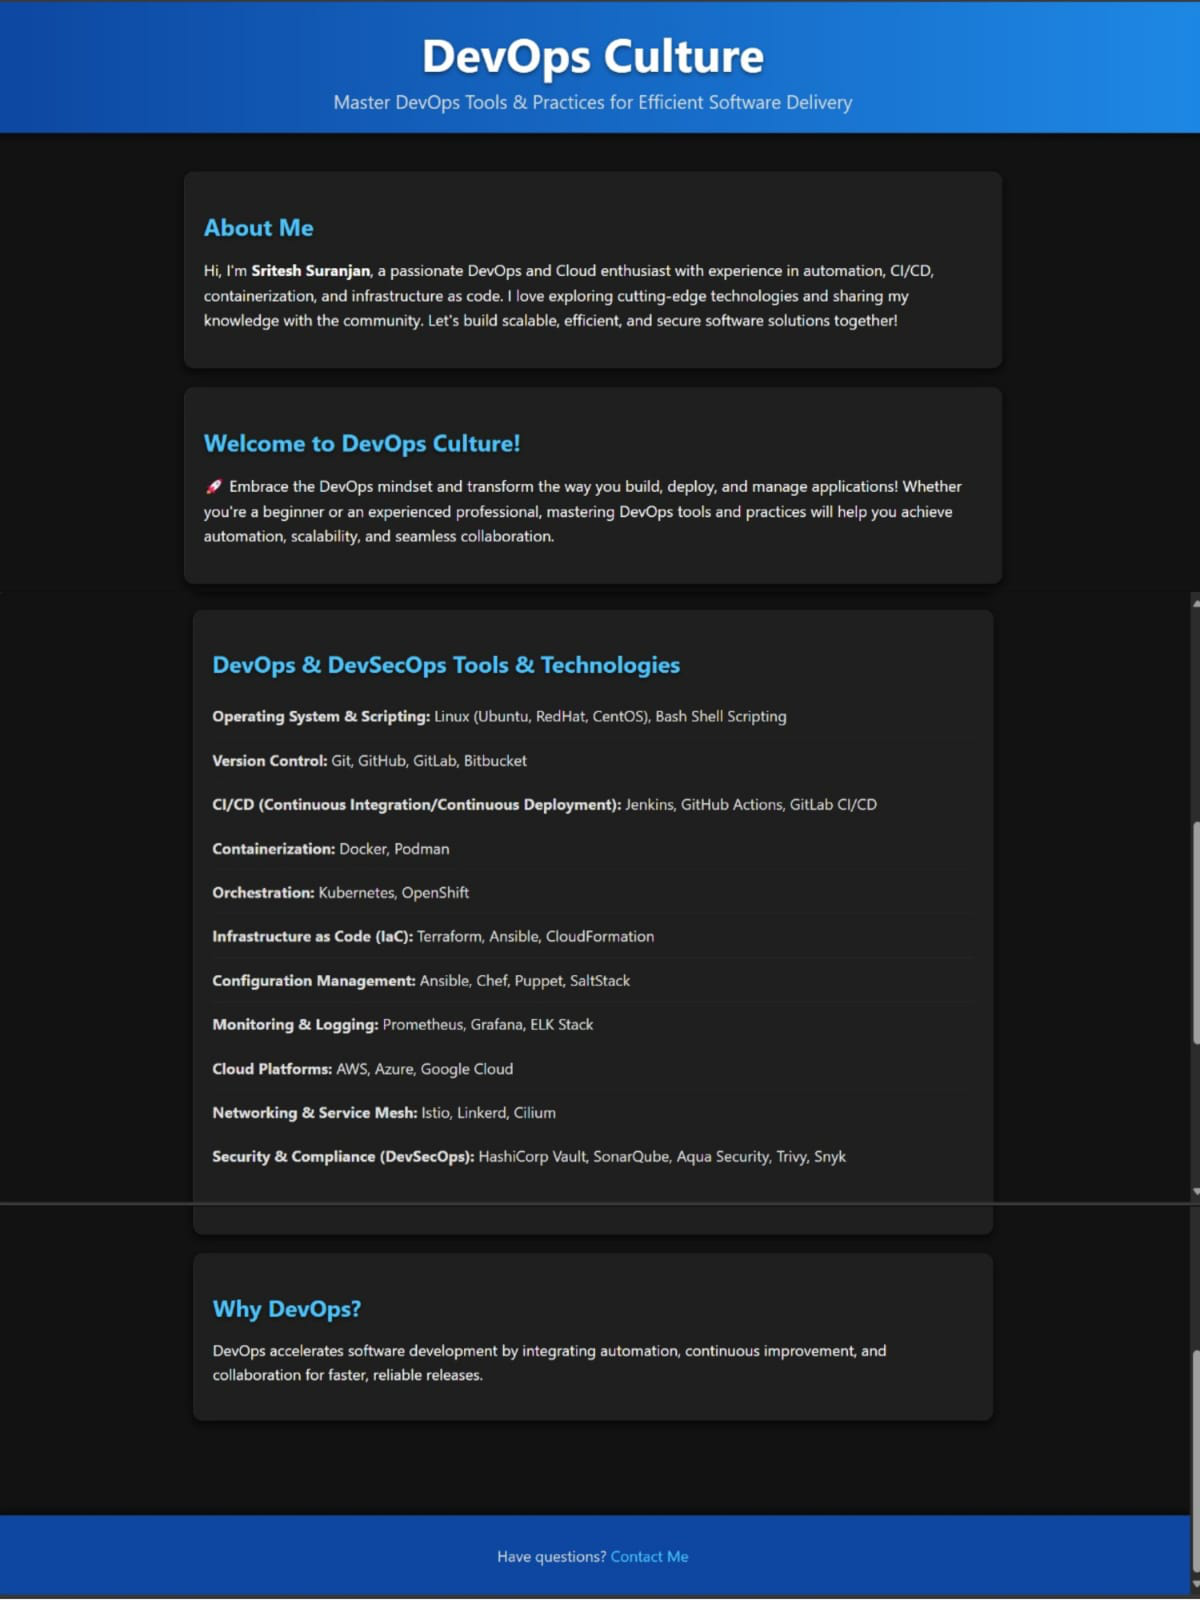 DevOps Culture
Master DevOps Tools & Practices for Efficient Software Delivery
About Me
Hi, I'm Sritesh Suranjan, a passionate DevOps and Cloud enthusiast with experience in automation, CI/CD,
containerization, and infrastructure as code. I love exploring cutting-edge technologies and sharing my
knowledge with the community. Let's build scalable, efficient, and secure software solutions together!
Welcome to DevOps Culture!
🚀 Embrace the DevOps mindset and transform the way you build, deploy, and manage applications! Whether
you're a beginner or an experienced professional, mastering DevOps tools and practices will help you achieve
automation, scalability, and seamless collaboration.
DevOps & DevSecOps Tools & Technologies
Operating System & Scripting: Linux (Ubuntu, RedHat, CentOS), Bash Shell Scripting
Version Control: Git, GitHub, GitLab, Bitbucket
CI/CD (Continuous Integration/Continuous Deployment): Jenkins, GitHub Actions, GitLab CI/CD
Containerization: Docker, Podman
Orchestration: Kubernetes, OpenShift
Infrastructure as Code (IaC): Terraform, Ansible, CloudFormation
Configuration Management: Ansible, Chef, Puppet, SaltStack
Monitoring & Logging: Prometheus, Grafana, ELK Stack
Cloud Platforms: AWS, Azure, Google Cloud
Networking & Service Mesh: Istio, Linkerd, Cilium
Security & Compliance (DevSecOps): HashiCorp Vault, SonarQube, Aqua Security, Trivy, Snyk
Why DevOps?
DevOps accelerates software development by integrating automation, continuous improvement, and
collaboration for faster, reliable releases.
Have questions? Contact Me